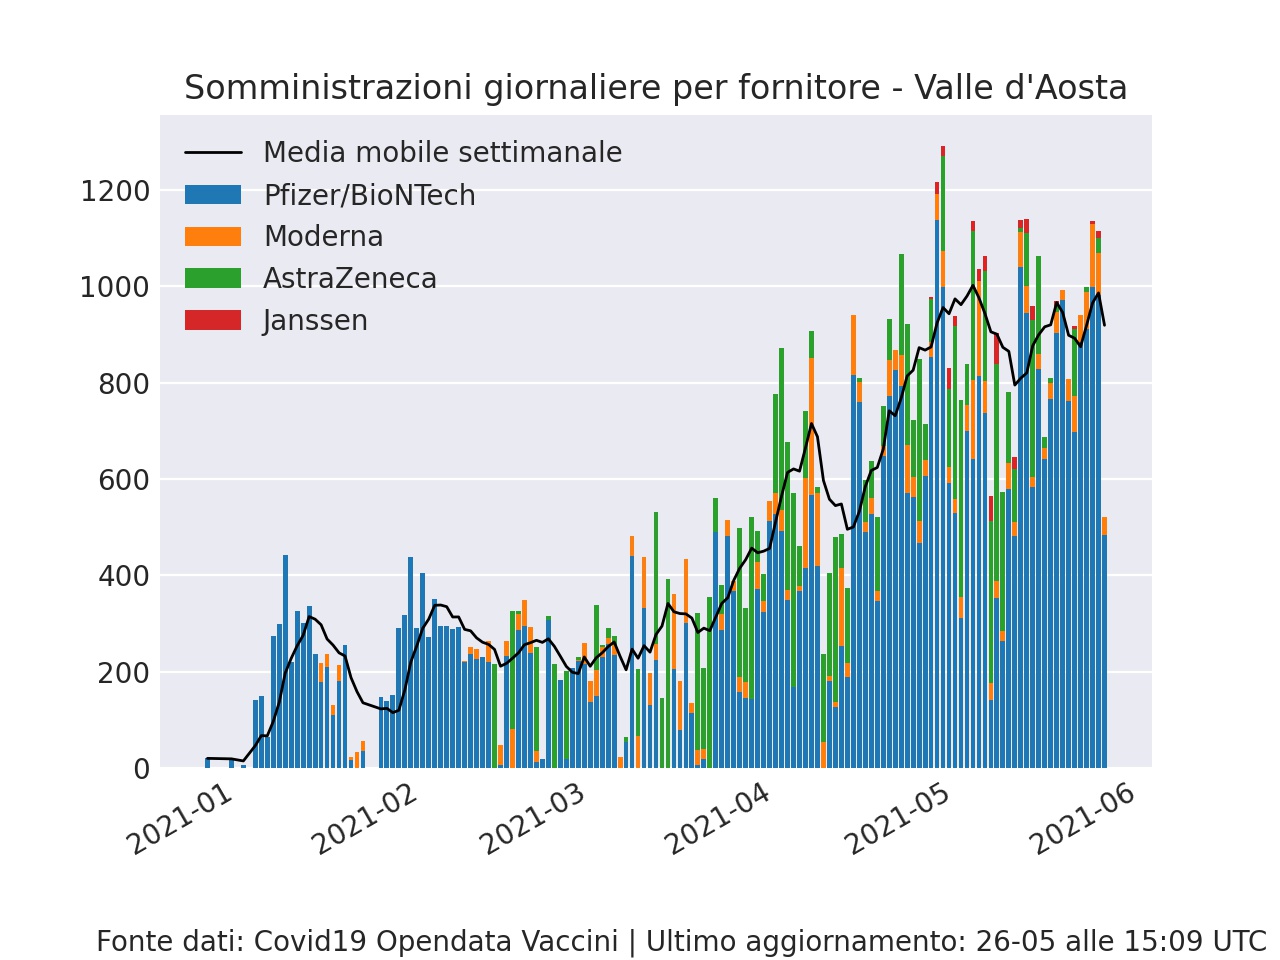 Somministrazioni giornaliere per fornitore - Valle d'Aosta
Media mobile settimanale
Pfizer/BioNTech
Moderna
AstraZeneca
Janssen
1200
1000
800
600
400
200
0
2021-01
2021-02
2021-03
2021-04
2021-05
2021-06
Fonte dati: Covid19 Opendata Vaccini | Ultimo aggiornamento: 26-05 alle 15:09 UTC